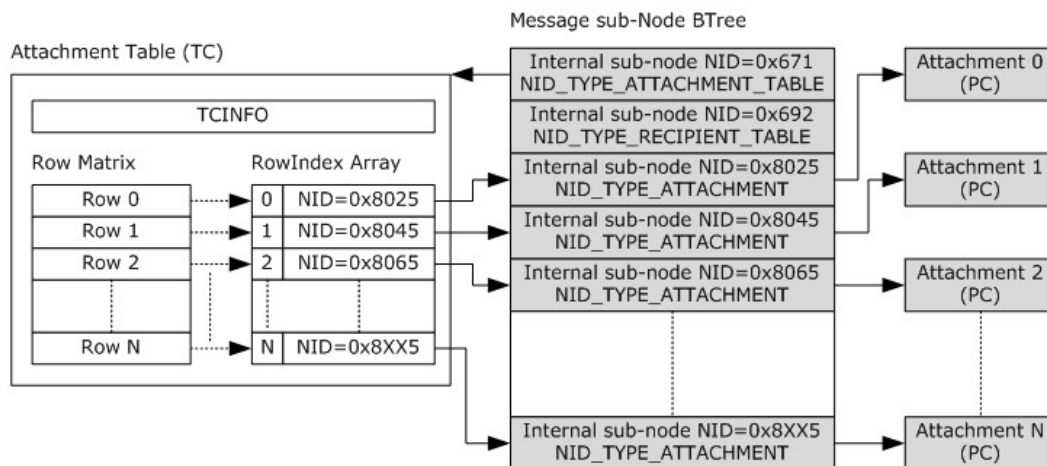 Message sub-Node BTree
Attachment Table (TC)
TCINFO
Row Matrix
RowIndex Array
Row 0
0
NID=0x8025
Row 1
1
NID=0x8045
Row 2
2
NID=0x8065
Row N
N
NID=0x8XX5
Internal sub-node NID=0x671
NID_TYPE_ATTACHMENT_TABLE
Internal sub-node NID=0x692
NID_TYPE_RECIPIENT_TABLE
Internal sub-node NID=0x8025
NID_TYPE_ATTACHMENT
Internal sub-node NID=0x8045
NID_TYPE_ATTACHMENT
Internal sub-node NID=0x8065
NID_TYPE_ATTACHMENT
Internal sub-node NID=0x8XX5
NID_TYPE_ATTACHMENT
Attachment 0
(PC)
Attachment 1
(PC)
Attachment 2
(PC)
Attachment N
(PC)